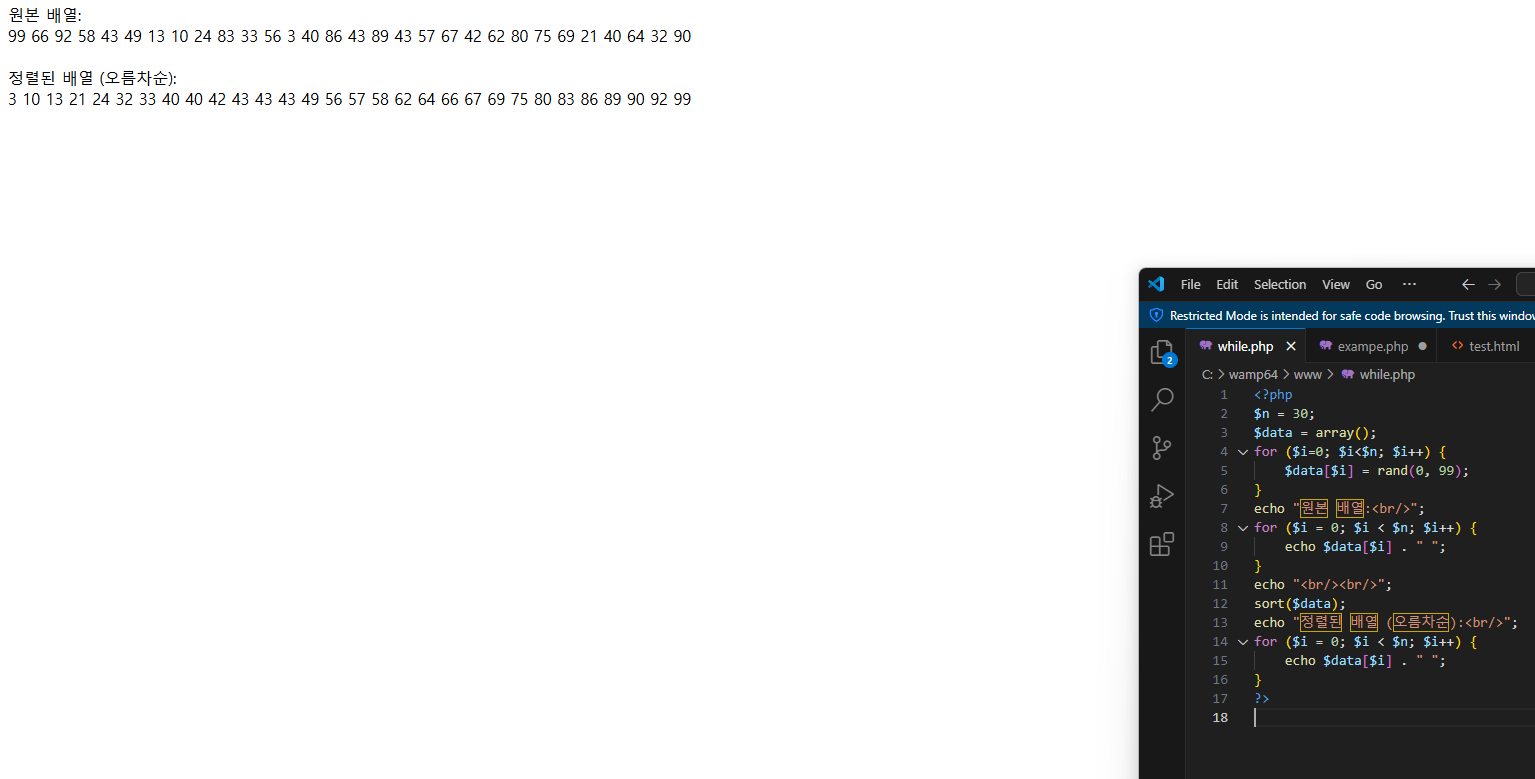 원본 배열:
99 66 92 58 43 49 13 10 24 83 33 56 3 40 86 43 89 43 57 67 42 62 80 75 69 21 40 64 32 90
정렬된 배열 (오름차순):
3 10 13 21 24 32 33 40 40 42 43 43 43 49 56 57 58 62 64 66 67 69 75 80 83 86 89 90 92 99
File Edit Selection View Go ···
Restricted Mode is intended for safe code browsing. Trust this window
2
while.php exampe.php test.html
C: > wamp64 > www > while.php
1 <?php
2 $n = 30;
3 $data = array();
4 for ($i=0; $i<$n; $i++) {
5 $data[$i] = rand(0, 99);
6 }
7 echo "원본 배열:<br/>";
8 for ($i = 0; $i < $n; $i++) {
9 echo $data[$i] . " ";
10 }
11 echo "<br/><br/>";
12 sort($data);
13 echo "정렬된 배열 (오름차순):<br/>";
14 for ($i = 0; $i < $n; $i++) {
15 echo $data[$i] . " ";
16 }
17 ?>
18